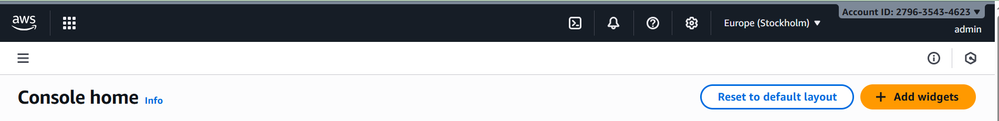 aws
Europe (Stockholm)
Account ID: 2796-3543-4623
admin
Console home Info
Reset to default layout
+ Add widgets